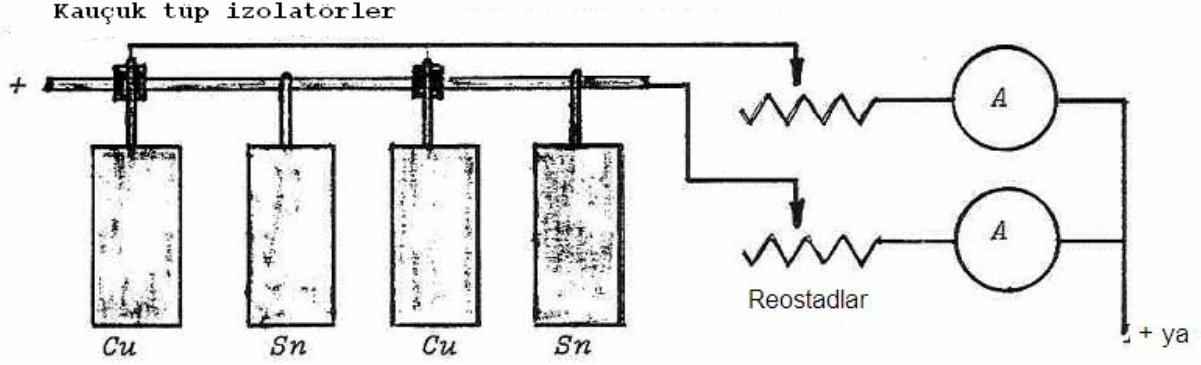 Kauçuk tüp izolatörler
+
A
A
Reostadlar
Cu
Sn
Cu
Sn
+ ya